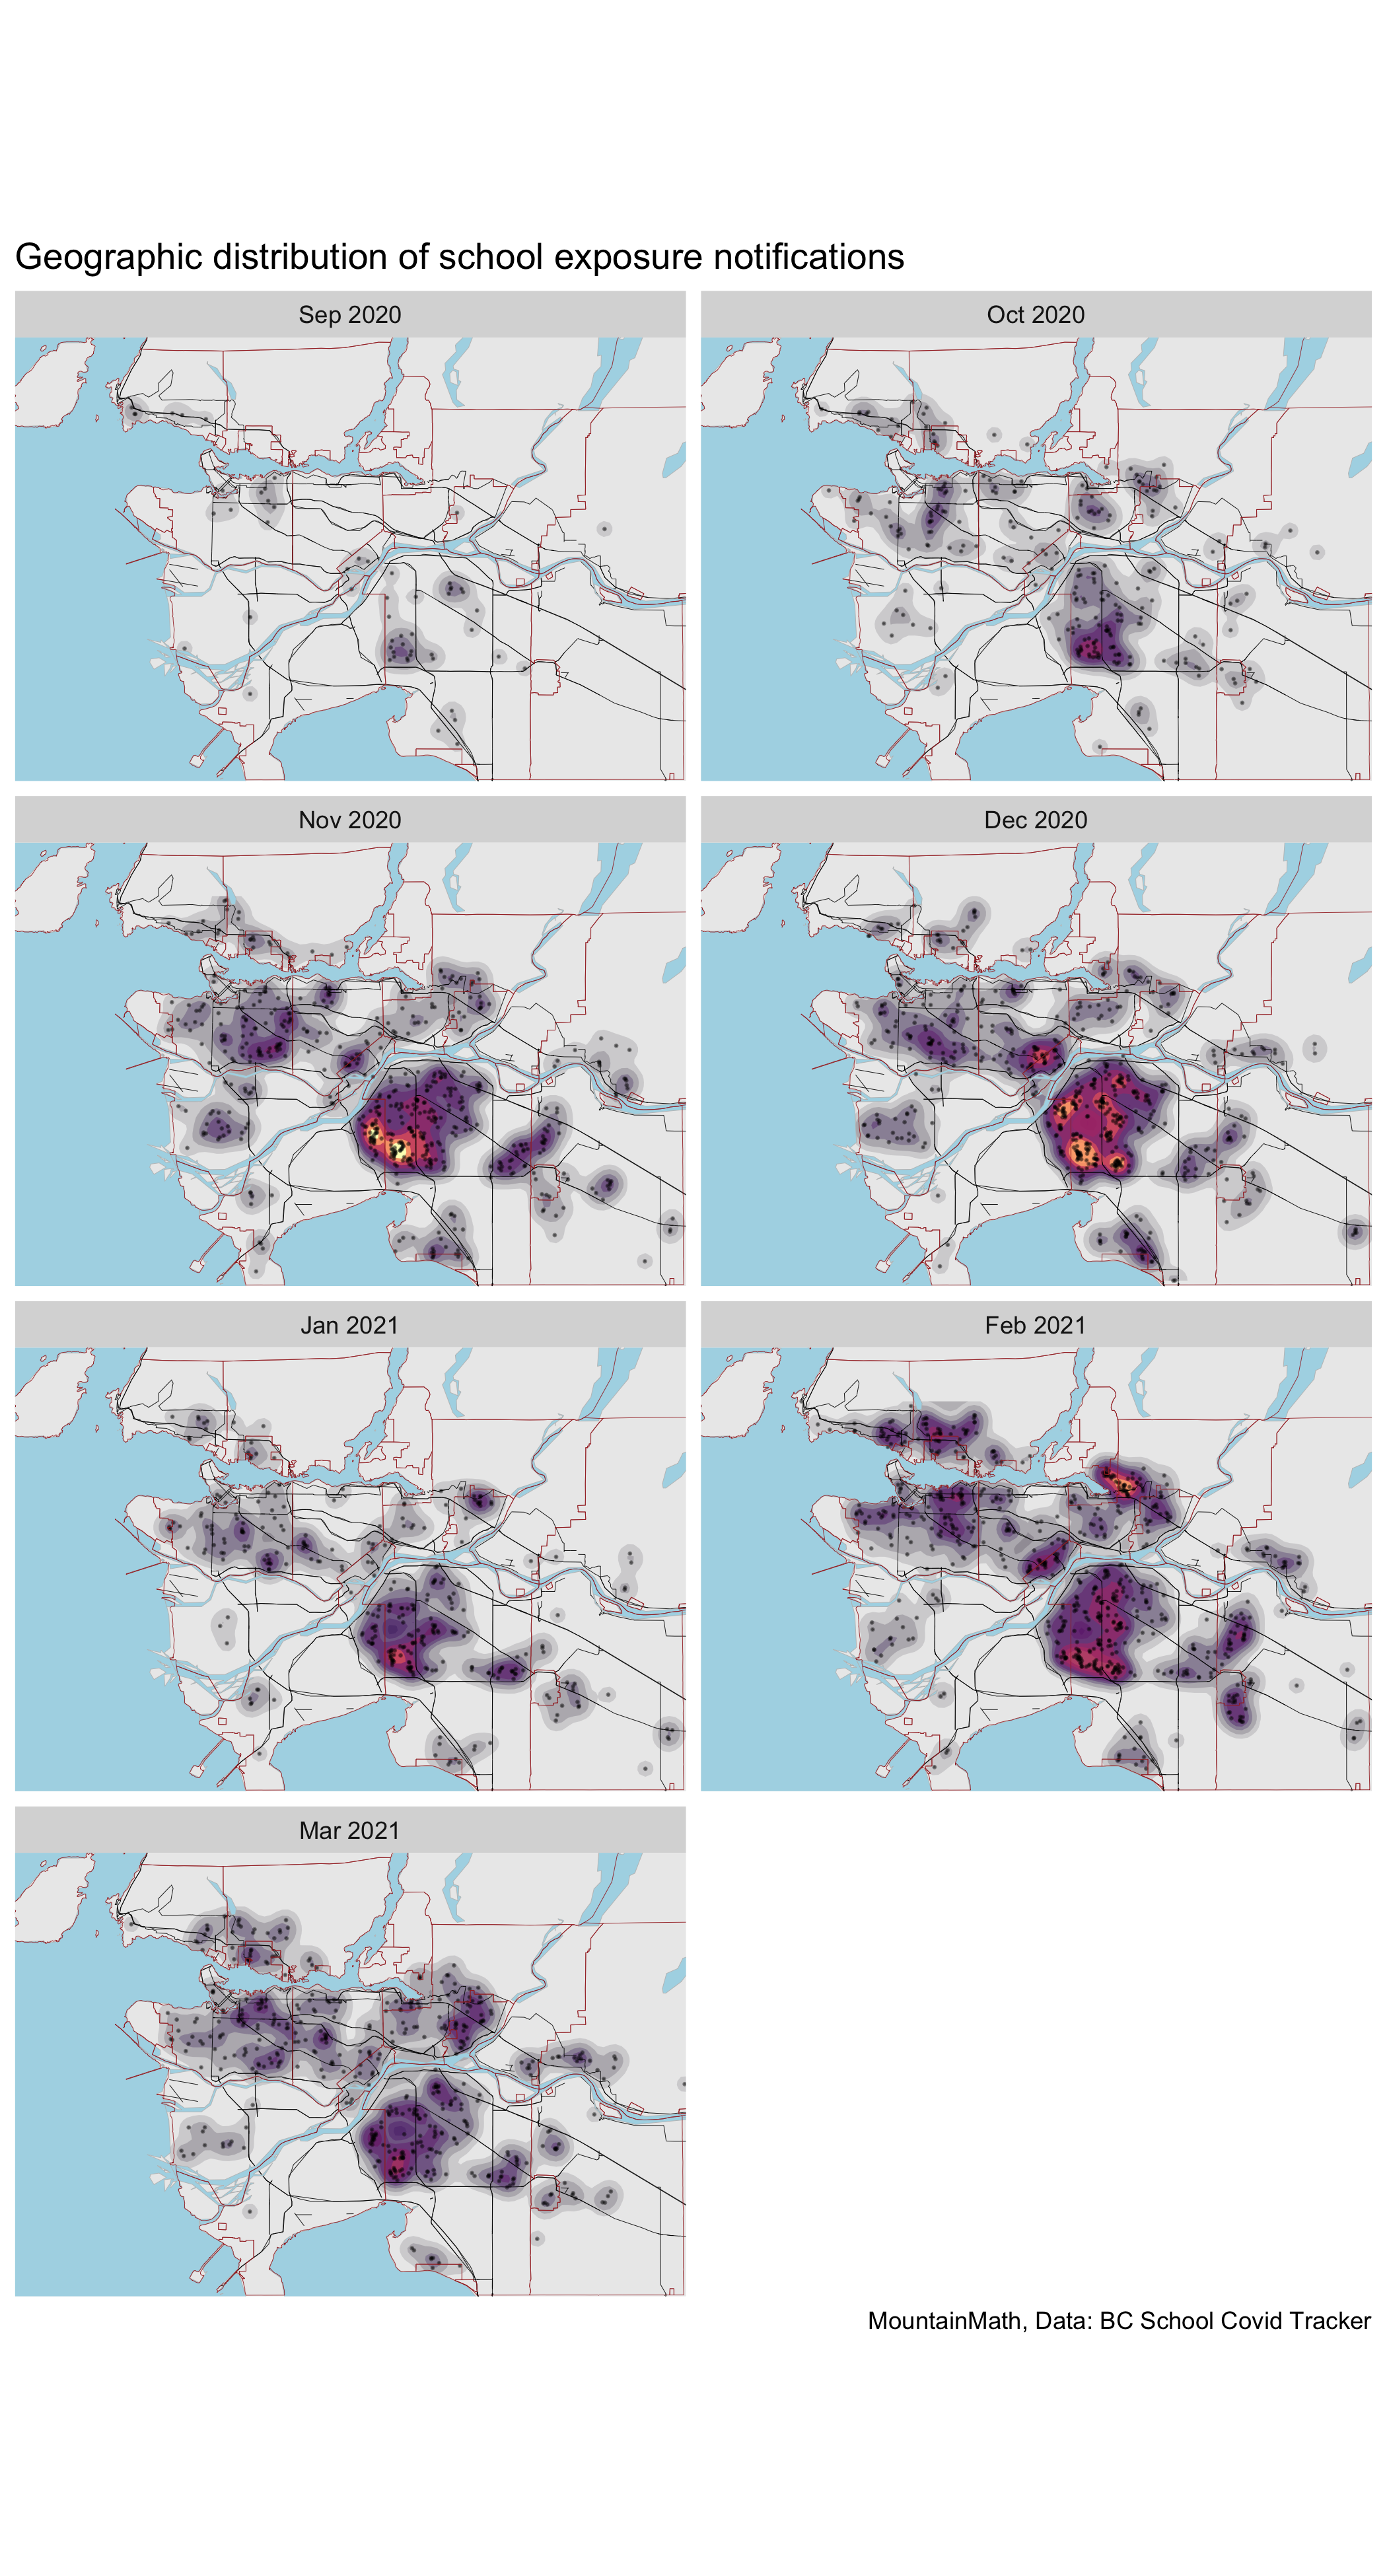 Geographic distribution of school exposure notifications
Sep 2020
Oct 2020
Nov 2020
Dec 2020
Jan 2021
Feb 2021
Mar 2021
MountainMath, Data: BC School Covid Tracker